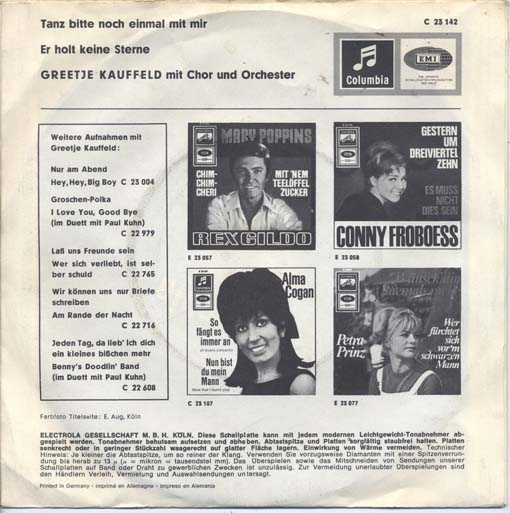 Tanz bitte noch einmal mit mir
C 23 142
Er holt keine Sterne
GREETJE KAUFFELD mit Chor und Orchester
Columbia
EMI
Weitere Aufnahmen mit
Greetje Kauffeld:
Nur am Abend
Hey, Hey, Big Boy C 23 004
Groschen-Polka
I Love You, Good Bye
(im Duett mit Paul Kuhn)
C 22 979
Laß uns Freunde sein
Wer sich verliebt, ist sel-
ber schuld C 22 765
Wir können uns nur Briefe
schreiben
Am Rande der Nacht
C 22 716
Jeden Tag, da lieb' ich dich
ein kleines bißchen mehr
Benny's Doodlin' Band
(im Duett mit Paul Kuhn)
C 22 608
MARY POPPINS
CHIM-
CHIM-
CHERI
MIT 'NEM
TEELÖFFEL
ZUCKER
REX GILDO
E 23 057
GESTERN
UM
DREIVIERTEL
ZEHN
ES MUSS
NICHT
DIES SEIN
CONNY FROBOESS
E 23 058
Alma
Cogan
So
fängt es
immer an
Nun bist
du mein
Mann
C 23 107
Petra
Prinz
Wer
fürchtet
sich
vor'm
schwarzen
Mann
E 23 077
Farbfoto Titelseite: E. Aug, Köln
ELECTROLA GESELLSCHAFT M. B. H. KÖLN. Diese Schallplatte kann mit jedem modernen Leichtgewicht-Tonabnehmer ab-
gespielt werden. Tonabnehmer behutsam aufsetzen und abheben. Abtastspitze und Platten sorgfältig staubfrei halten. Platten
senkrecht oder in geringer Stückzahl waagerecht auf glatter Fläche lagern. Einwirkung von Wärme vermeiden. Technischer
Hinweis: Je kleiner die Abtastspitze, um so reiner der Klang. Verwenden Sie vorzugsweise Diamanten mit einer Spitzenverrun-
dung bis herab zu 13 µ (µ = mikron = tausendstel mm). Das Überspielen sowie das Mitschneiden von Sendungen unserer
Schallplatten auf Band oder Draht zu gewerblichen Zwecken ist unzulässig. Zur Vermeidung unerlaubter Überspielungen sind
den Händlern Verleih, Vermietung und Auswahlsendungen untersagt.
Printed in Germany - Imprimé en Allemagne - Impreso en Alemania